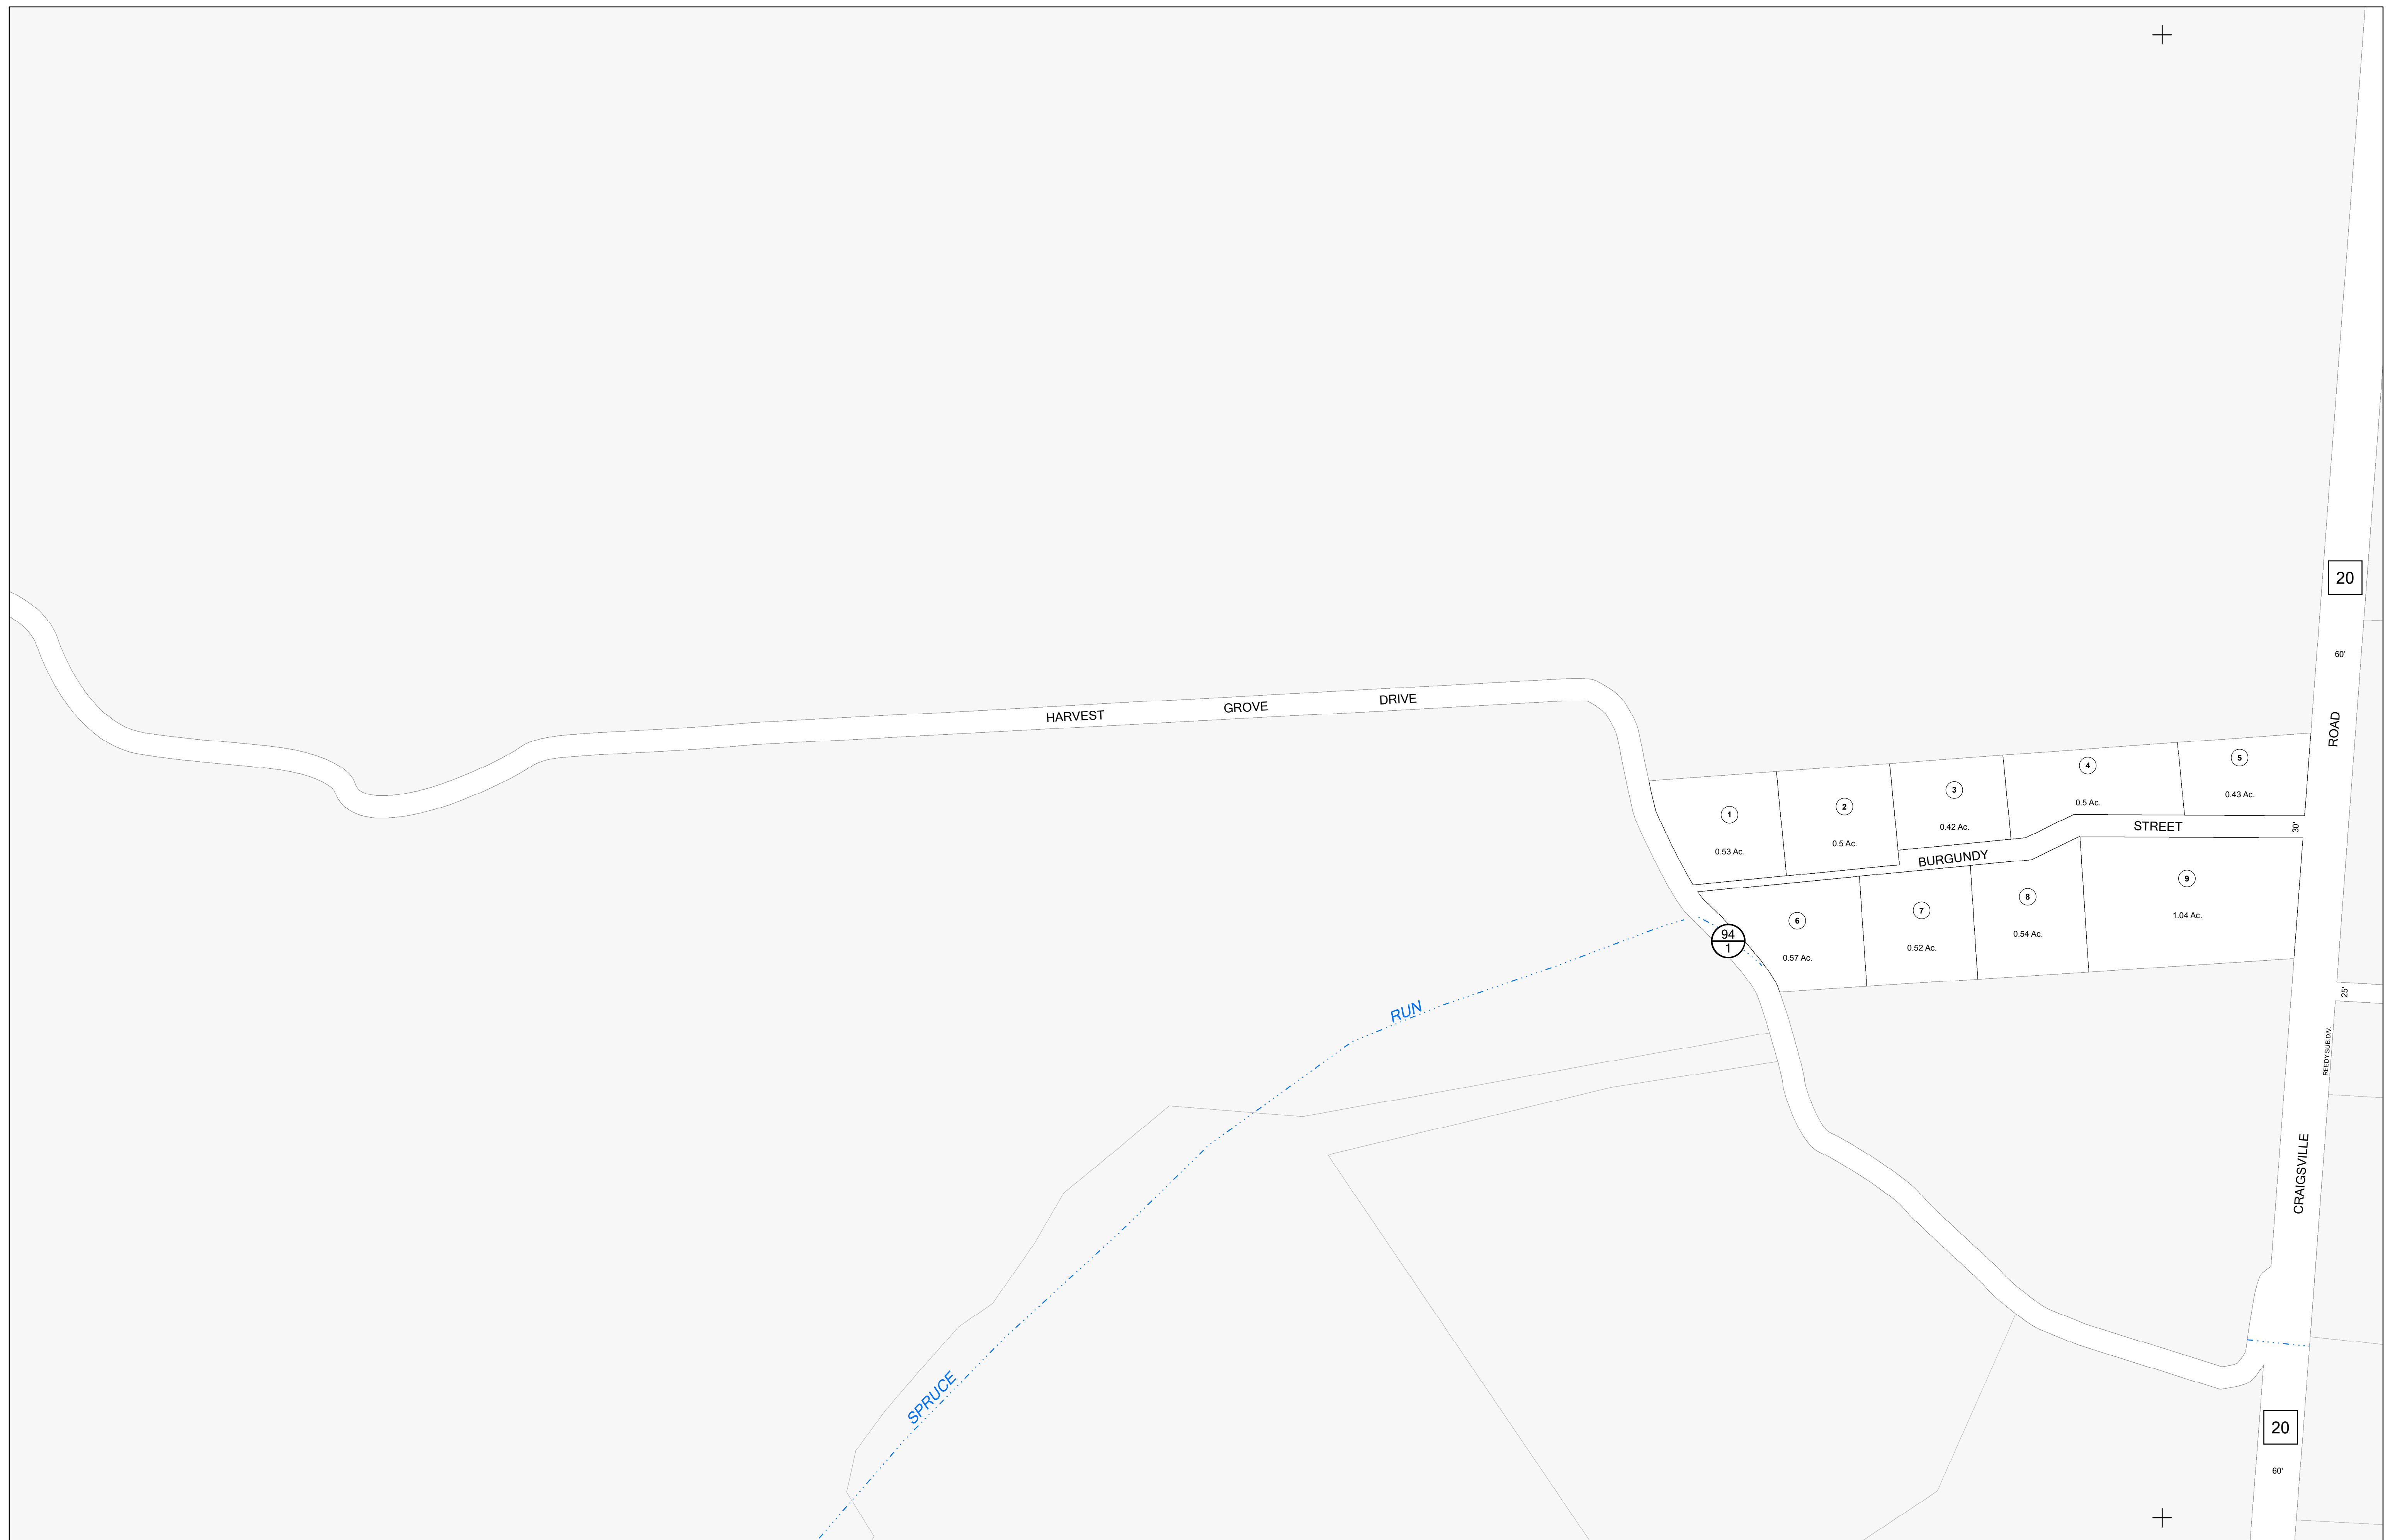 20
60'
HARVEST GROVE DRIVE
ROAD
1
0.53 Ac.
2
0.5 Ac.
3
0.42 Ac.
4
0.5 Ac.
5
0.43 Ac.
BURGUNDY STREET
30'
6
0.57 Ac.
7
0.52 Ac.
8
0.54 Ac.
9
1.04 Ac.
94
1
25'
REEDY SUB.DIV.
RUN
CRAIGSVILLE
SPRUCE
20
60'